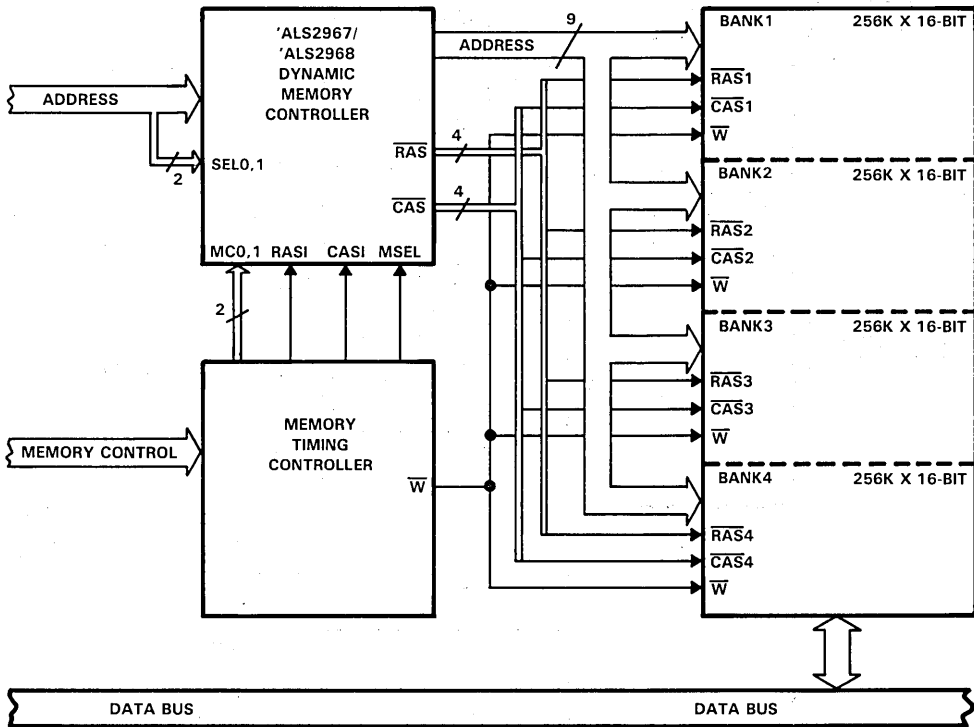 'ALS2967/
'ALS2968
DYNAMIC
MEMORY
CONTROLLER
ADDRESS
2
SEL0,1
RAS
4
CAS
4
MC0,1 RASI CASI MSEL
ADDRESS
9
2
MEMORY CONTROL
MEMORY
TIMING
CONTROLLER
W
BANK1 256K X 16-BIT
RAS1
CAS1
W
BANK2 256K X 16-BIT
RAS2
CAS2
W
BANK3 256K X 16-BIT
RAS3
CAS3
W
BANK4 256K X 16-BIT
RAS4
CAS4
W
DATA BUS DATA BUS